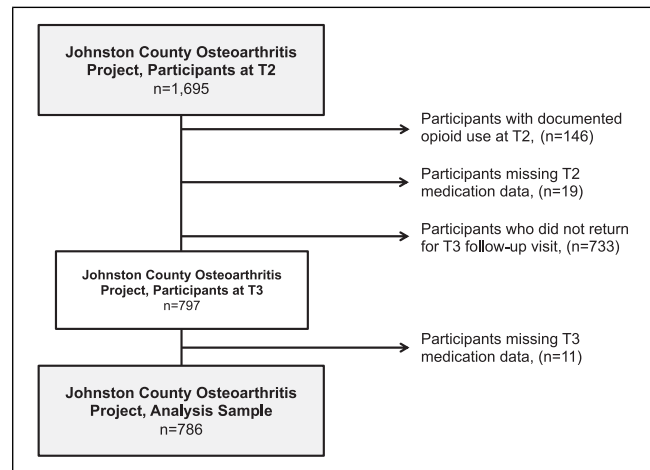 Johnston County Osteoarthritis
Project, Participants at T2
n=1,695
Participants with documented
opioid use at T2, (n=146)
Participants missing T2
medication data, (n=19)
Participants who did not return
for T3 follow-up visit, (n=733)
Johnston County Osteoarthritis
Project, Participants at T3
n=797
Participants missing T3
medication data, (n=11)
Johnston County Osteoarthritis
Project, Analysis Sample
n=786